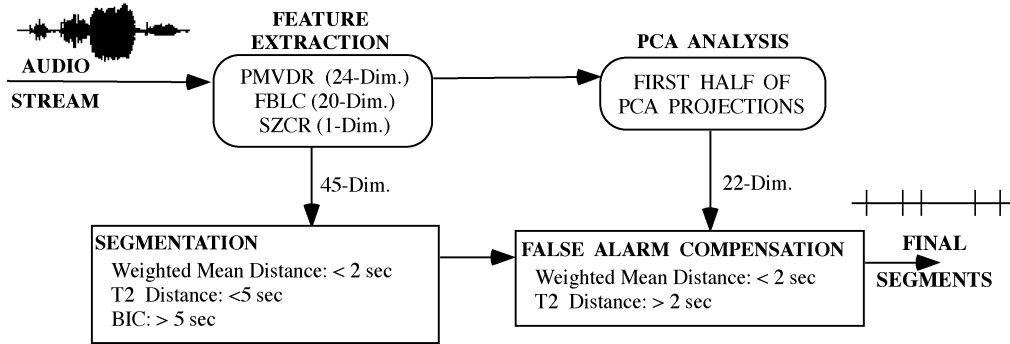 AUDIO
STREAM
FEATURE
EXTRACTION
PMVDR (24-Dim.)
FBLC (20-Dim.)
SZCR (1-Dim.)
PCA ANALYSIS
FIRST HALF OF
PCA PROJECTIONS
45-Dim.
22-Dim.
SEGMENTATION
Weighted Mean Distance: < 2 sec
T2 Distance: <5 sec
BIC: > 5 sec
FALSE ALARM COMPENSATION
Weighted Mean Distance: < 2 sec
T2 Distance: > 2 sec
FINAL
SEGMENTS